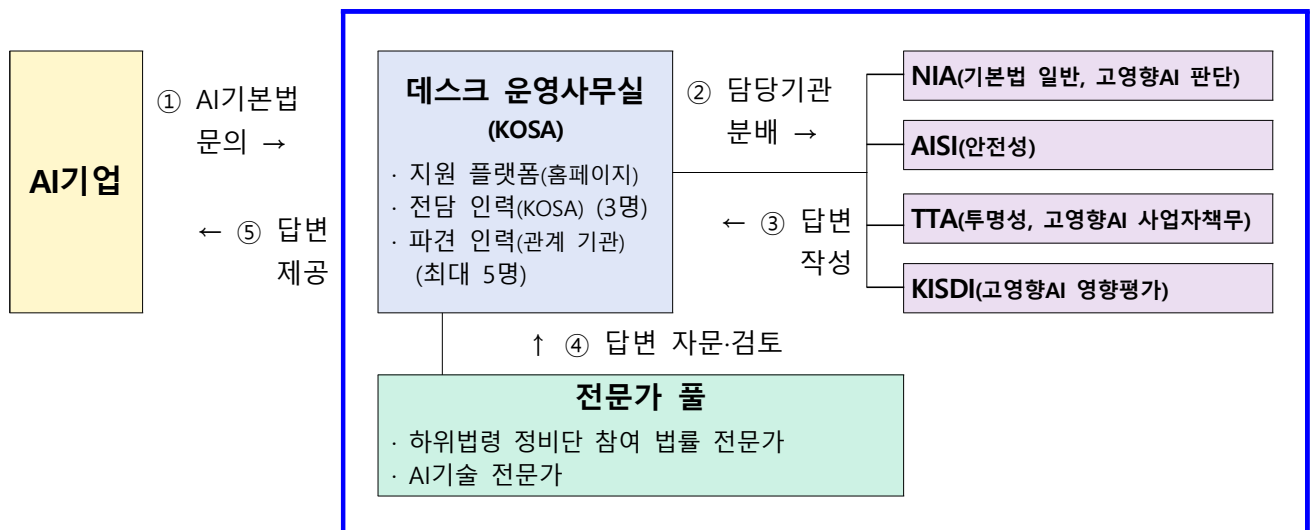 AI기업
① AI기본법
문의 →
← ⑤ 답변
제공
데스크 운영사무실
(KOSA)
· 지원 플랫폼(홈페이지)
· 전담 인력(KOSA) (3명)
· 파견 인력(관계 기관)
(최대 5명)
② 담당기관
분배 →
← ③ 답변
작성
NIA(기본법 일반, 고영향AI 판단)
AISI(안전성)
TTA(투명성, 고영향AI 사업자책무)
KISDI(고영향AI 영향평가)
↑ ④ 답변 자문·검토
전문가 풀
· 하위법령 정비단 참여 법률 전문가
· AI기술 전문가